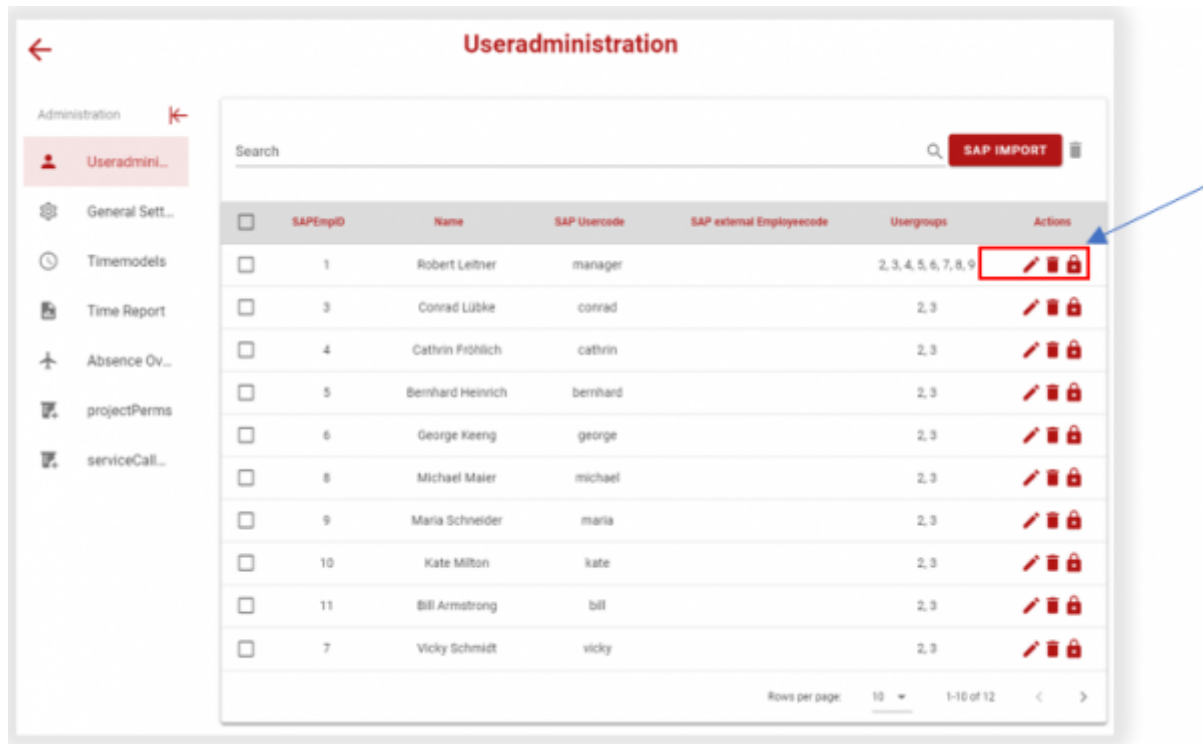 Useradministration
Administration
Useradmini...
General Sett...
Timemodels
Time Report
Absence Ov...
projectPerms
serviceCall...
Search
SAP IMPORT
SAPEmpID Name SAP Usercode SAP external Employeecode Usergroups Actions
1 Robert Leitner manager 2, 3, 4, 5, 6, 7, 8, 9
3 Conrad Lübke conrad 2, 3
4 Cathrin Fröhlich cathrin 2, 3
5 Bernhard Heinrich bernhard 2, 3
6 George Keeng george 2, 3
8 Michael Maier michael 2, 3
9 Maria Schneider maria 2, 3
10 Kate Milton kate 2, 3
11 Bill Armstrong bill 2, 3
7 Vicky Schmidt vicky 2, 3
Rows per page: 10 1-10 of 12